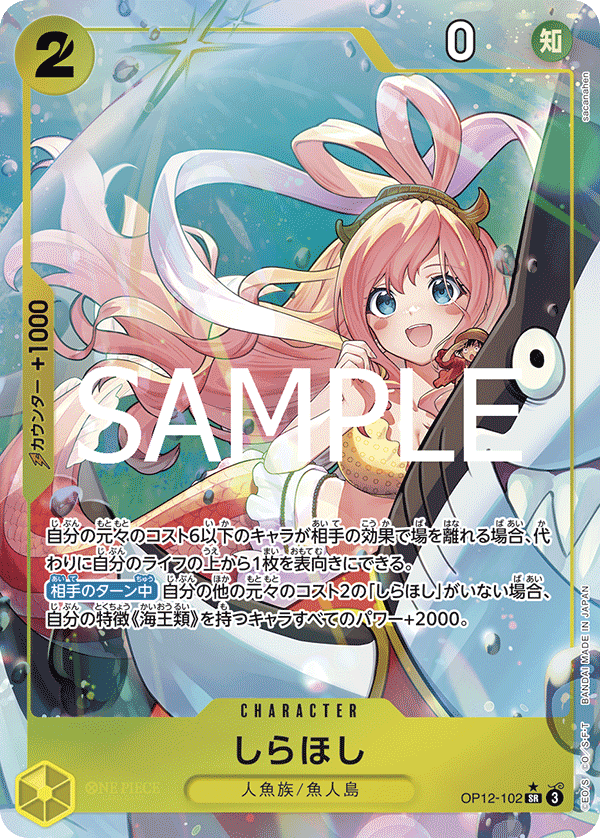 2
0
知
sacanahen
カウンター +1000
SAMPLE
自分の元々のコスト6以下のキャラが相手の効果で場を離れる場合、代
わりに自分のライフの上から1枚を表向きにできる。
相手のターン中 自分の他の元々のコスト2の「しらほし」がいない場合、
自分の特徴《海王類》を持つキャラすべてのパワー+2000。
©E.O/S ©O/S・F・T BANDAI MADE IN JAPAN
CHARACTER
しらほし
ONE PIECE
人魚族/魚人島
OP12-102 SR 3